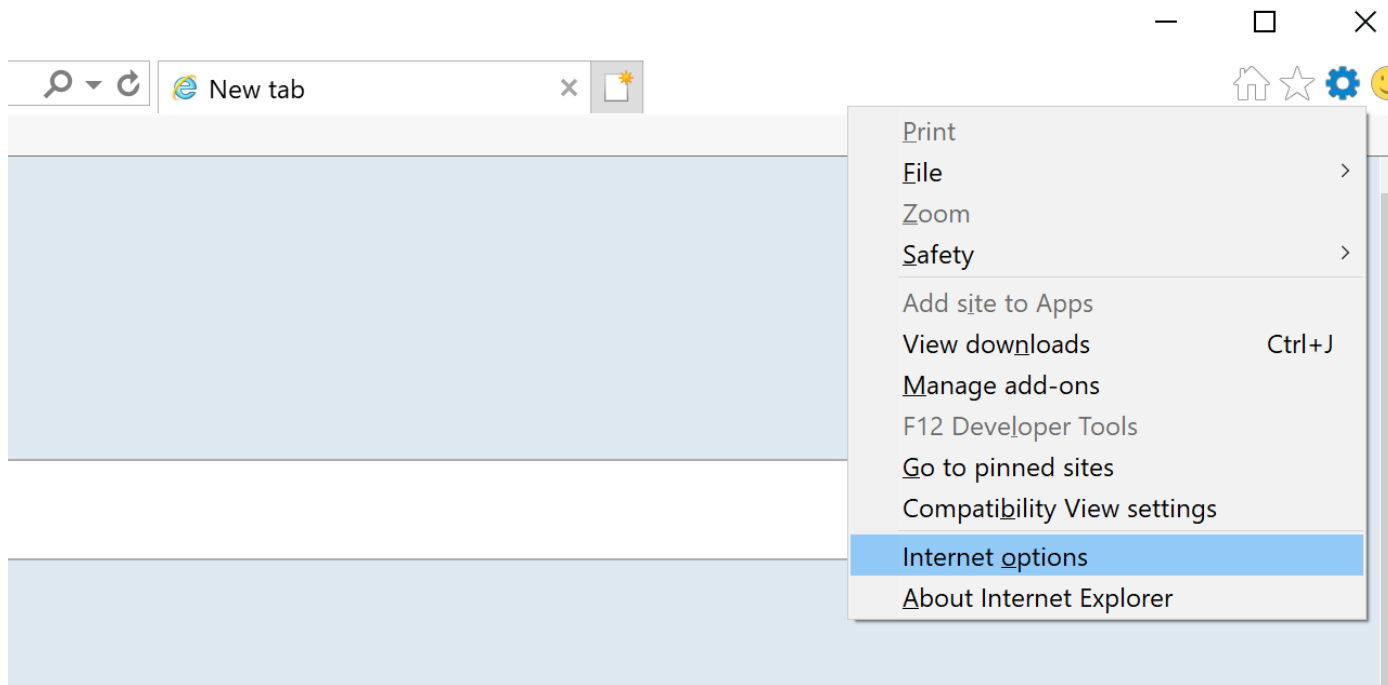 New tab
Print
File
Zoom
Safety
Add site to Apps
View downloads Ctrl+J
Manage add-ons
F12 Developer Tools
Go to pinned sites
Compatibility View settings
Internet options
About Internet Explorer